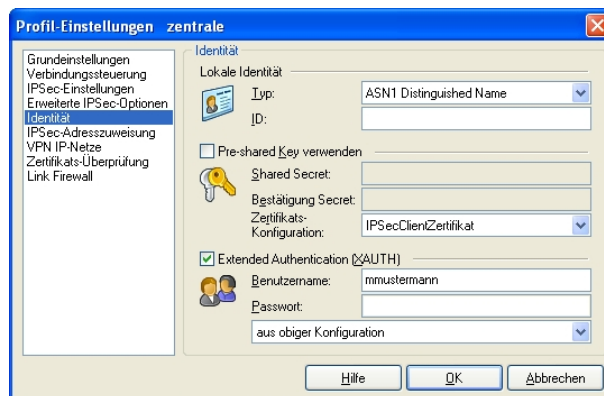 Profil-Einstellungen zentrale
Grundeinstellungen
Verbindungssteuerung
IPSec-Einstellungen
Erweiterte IPSec-Optionen
Identität
IPSec-Adresszuweisung
VPN IP-Netze
Zertifikats-Überprüfung
Link Firewall
Identität
Lokale Identität
Typ: ASN1 Distinguished Name
ID:
Pre-shared Key verwenden
Shared Secret:
Bestätigung Secret:
Zertifikats-
Konfiguration: IPSecClientZertifikat
Extended Authentication (XAUTH)
Benutzername: mmustermann
Passwort:
aus obiger Konfiguration
Hilfe OK Abbrechen